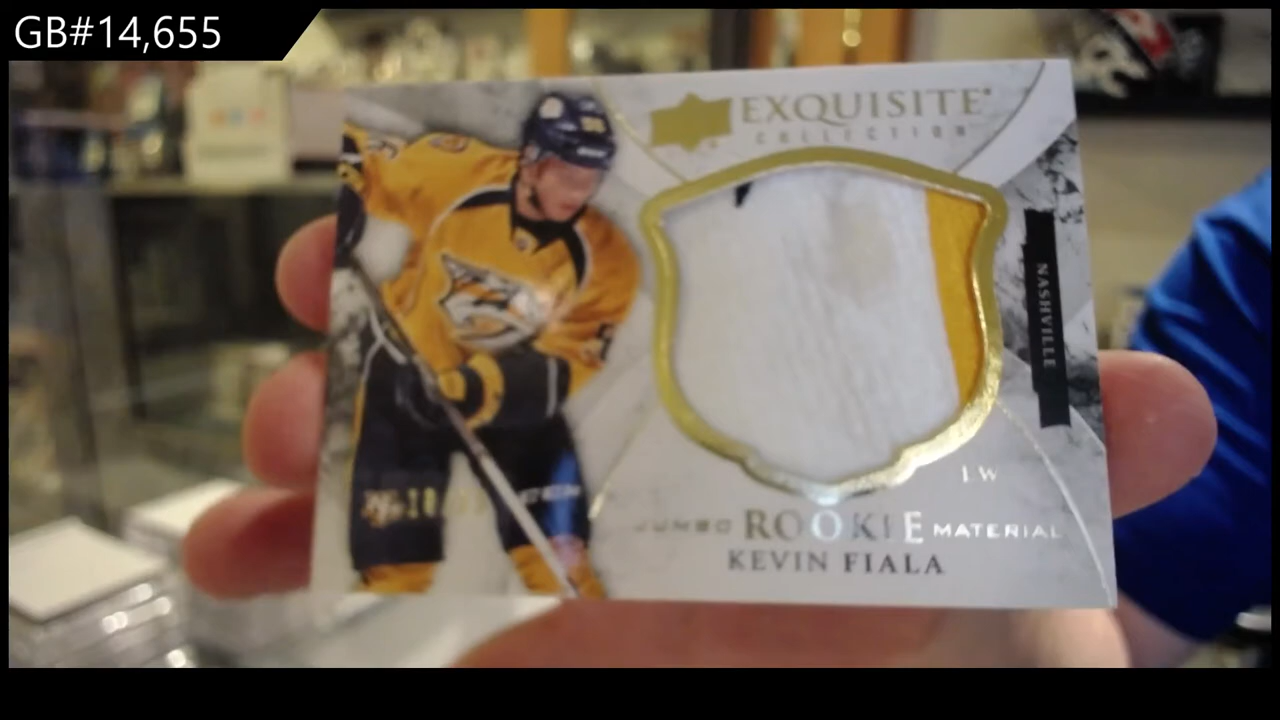 GB#14,655
EXQUISITE
COLLECTION
NASHVILLE
LW
JUMBO ROOKIE MATERIAL
KEVIN FIALA